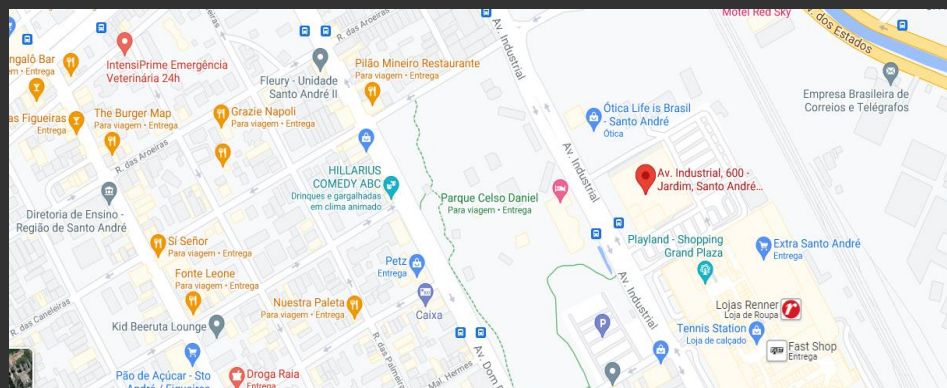 Motel Red Sky
Av. dos Estados
R. das Aroeiras
Av. Industrial
IntensiPrime Emergência
Veterinária 24h
ngalô Bar
em • Entrega
Fleury - Unidade
Santo André II
Pilão Mineiro Restaurante
Para viagem • Entrega
Empresa Brasileira de
Correios e Telégrafos
as Figueiras
Entrega
The Burger Map
Para viagem • Entrega
Grazie Napoli
Para viagem • Entrega
Ótica Life is Brasil
- Santo André
Ótica
R. das Aroeiras
HILLARIUS
COMEDY ABC
Drinques e gargalhadas
em clima animado
Parque Celso Daniel
Para viagem • Entrega
Av. Industrial
Av. Industrial, 600 -
Jardim, Santo André...
Diretoria de Ensino -
Região de Santo André
Sí Señor
Para viagem • Entrega
Playland - Shopping
Grand Plaza
Extra Santo André
Entrega
Petz
Entrega
Fonte Leone
Para viagem • Entrega
Caixa
Av. Industrial
R. das Caneleiras
Nuestra Paleta
Para viagem • Entrega
Lojas Renner
Loja de Roupa
Kid Beeruta Lounge
P
Tennis Station
Loja de calçado
Fast Shop
Entrega
Pão de Açúcar - Sto
André / Figueiras
Droga Raia
Entrega
R. das Palmeiras
Mal. Hermes
Av. Dom